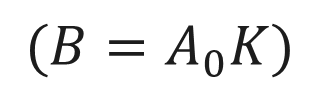 (B = A₀K)